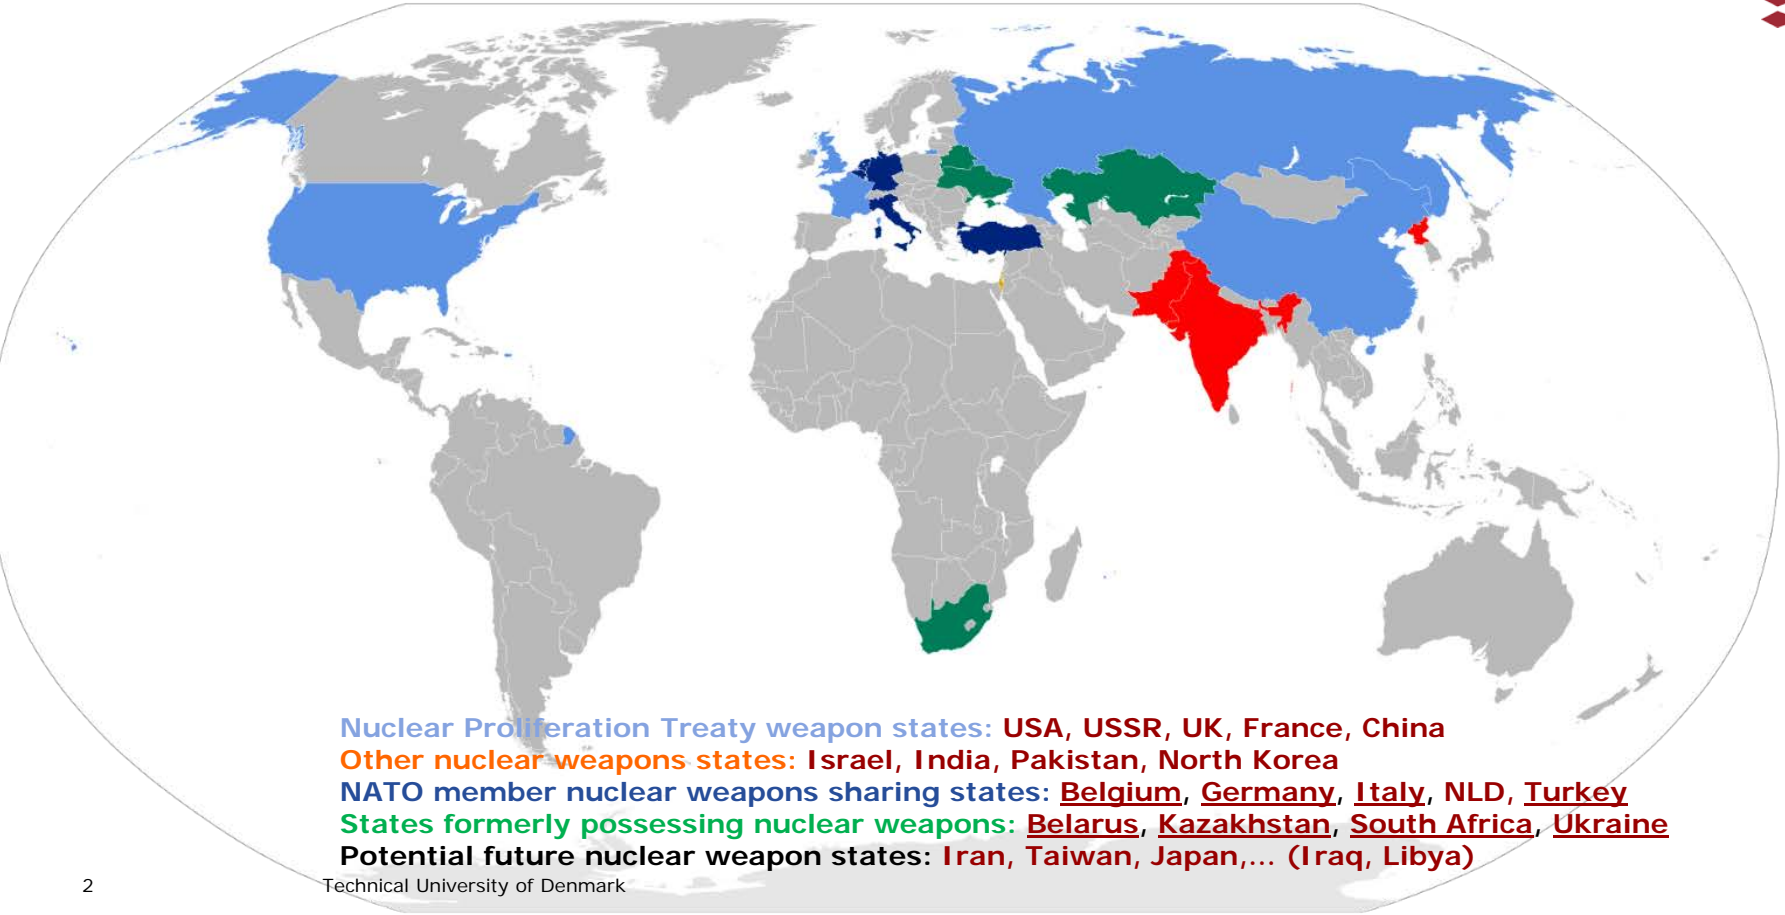 Nuclear Proliferation Treaty weapon states: USA, USSR, UK, France, China
Other nuclear weapons states: Israel, India, Pakistan, North Korea
NATO member nuclear weapons sharing states: Belgium, Germany, Italy, NLD, Turkey
States formerly possessing nuclear weapons: Belarus, Kazakhstan, South Africa, Ukraine
Potential future nuclear weapon states: Iran, Taiwan, Japan,... (Iraq, Libya)
2 Technical University of Denmark